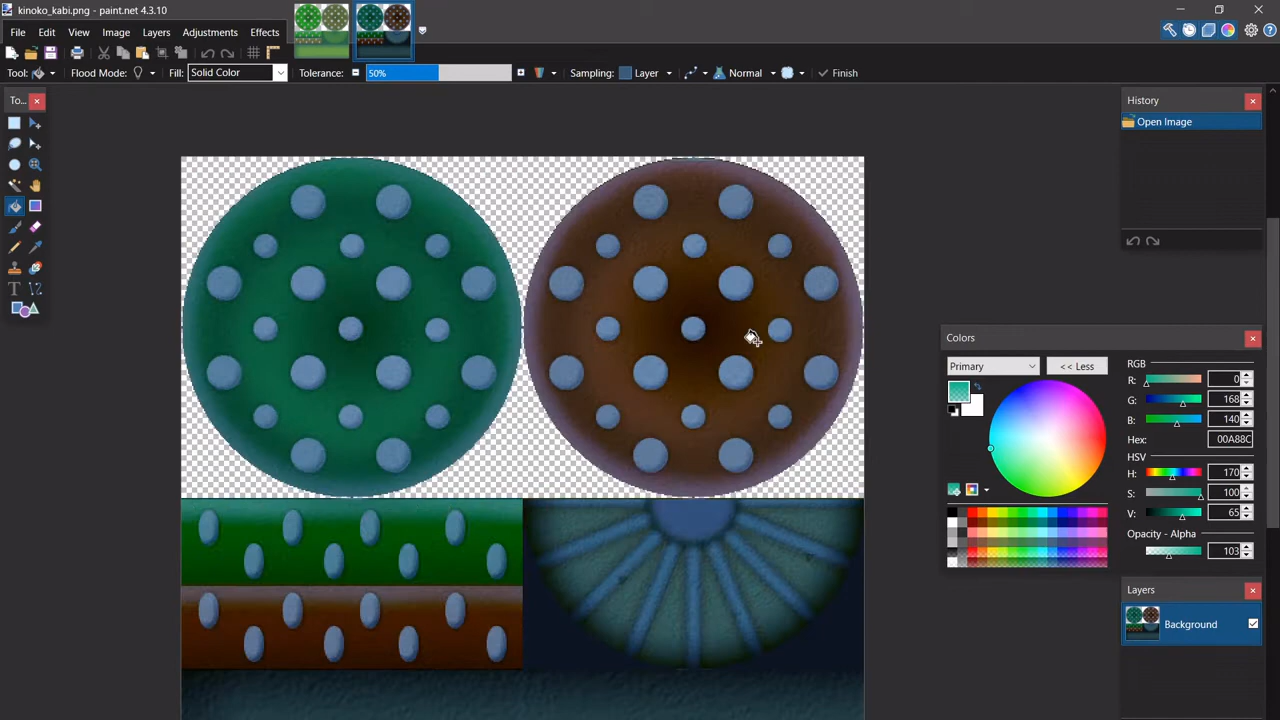 kinoko_kabi.png - paint.net 4.3.10
File Edit View Image Layers Adjustments Effects
Tool: Flood Mode: Fill: Solid Color Tolerance: 50% Sampling: Layer Normal Finish
To...
History
Open Image
Colors
Primary << Less
RGB
R: 0
G: 168
B: 140
Hex: 00A88C
HSV
H: 170
S: 100
V: 65
Opacity - Alpha
103
Layers
Background